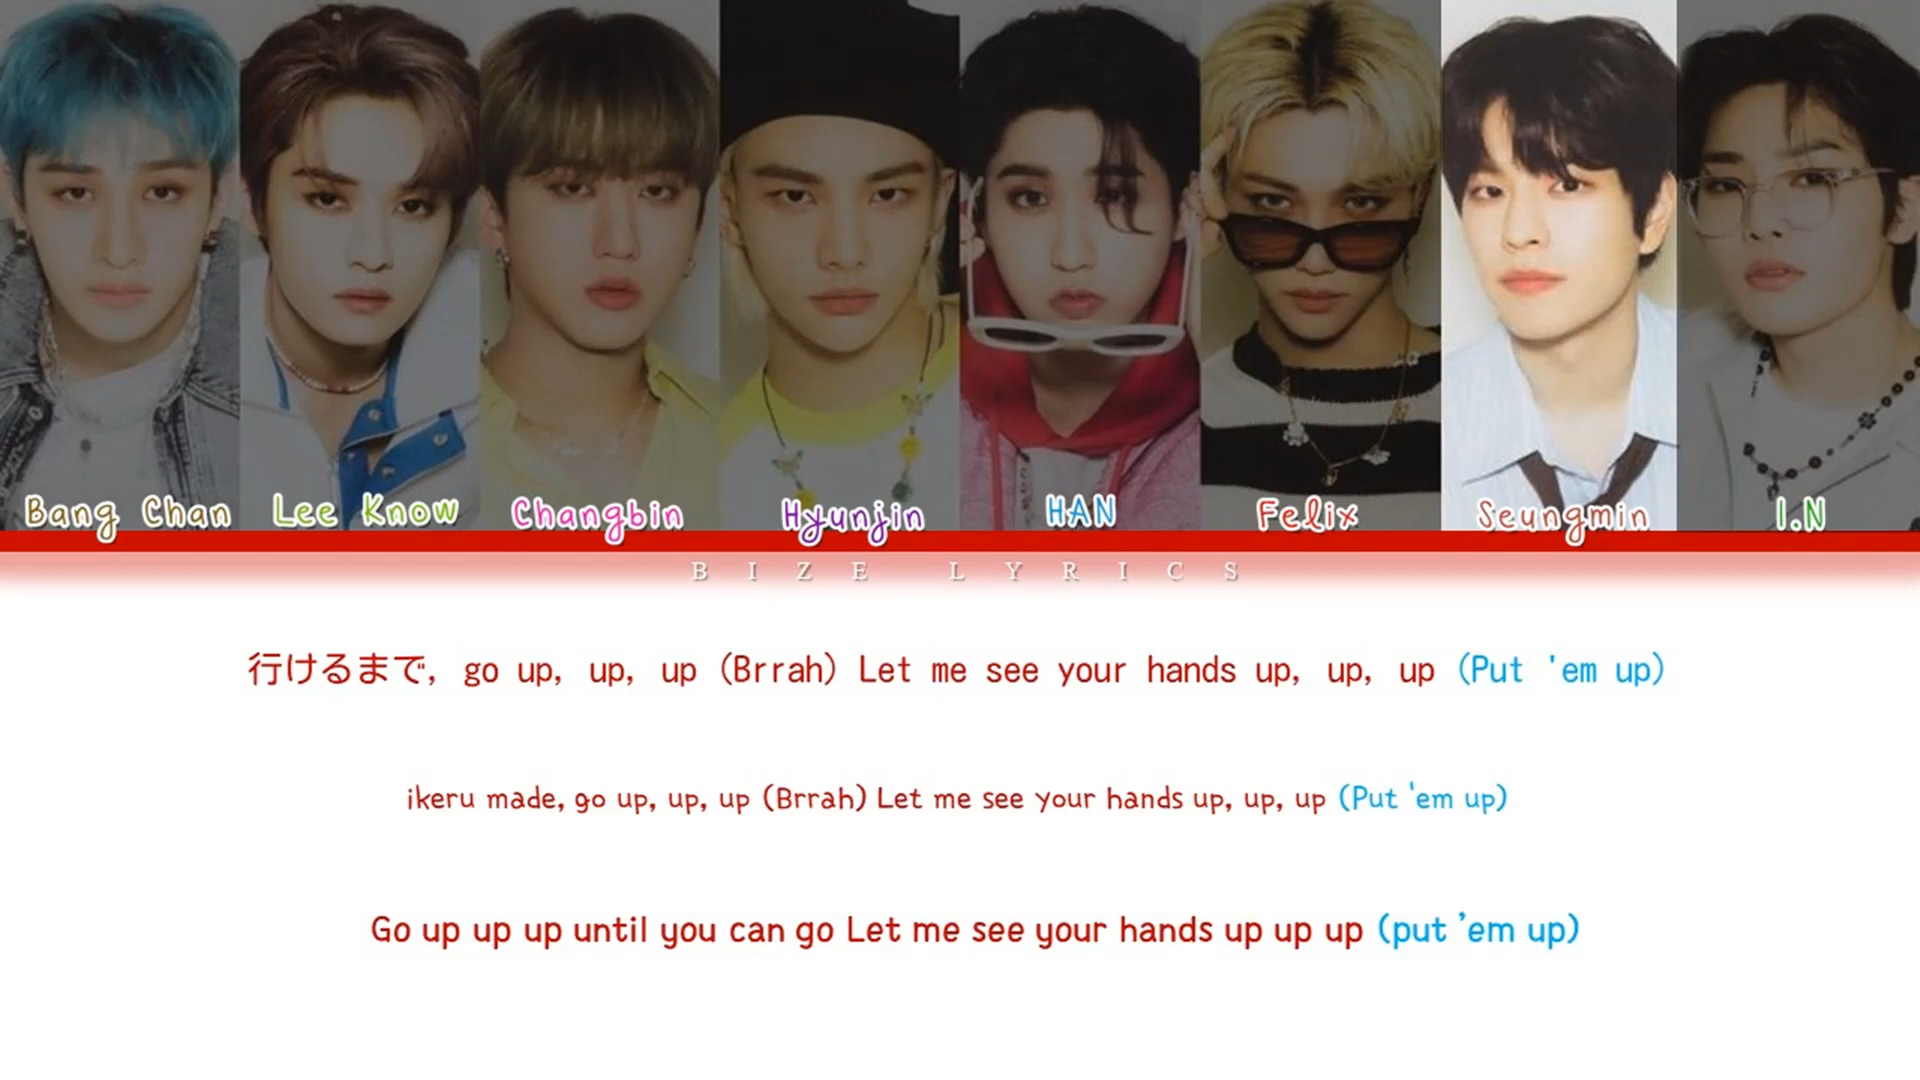 Bang Chan Lee Know Changbin Hyunjin HAN Felix Seungmin I.N
BIZE LYRICS
行けるまで, go up, up, up (Brrah) Let me see your hands up, up, up (Put 'em up)
ikeru made, go up, up, up (Brrah) Let me see your hands up, up, up (Put 'em up)
Go up up up until you can go Let me see your hands up up up (put 'em up)